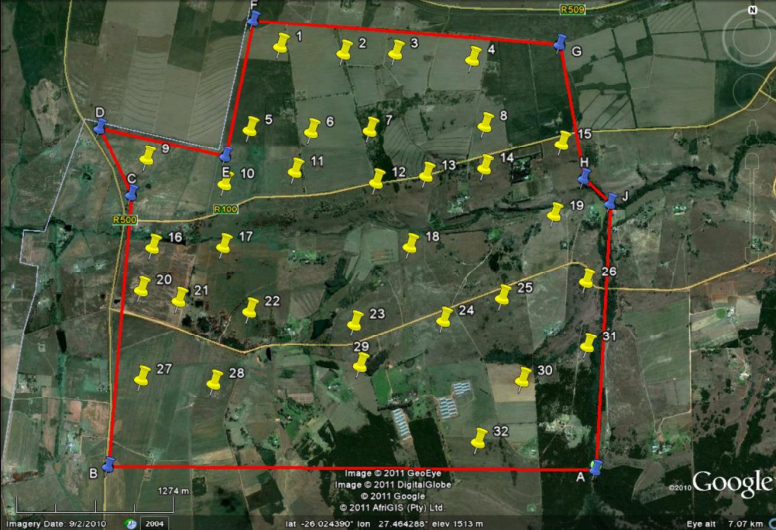 N
F
R509
G
1
2
3
4
D
5
6
7
8
15
9
E
10
11
12
13
14
H
C
J
R500
R100
19
16
17
18
20
21
22
23
24
25
26
27
28
29
30
31
32
B
A
Image © 2011 GeoEye
Image © 2011 DigitalGlobe
© 2011 Google
© 2011 AfriGIS (Pty) Ltd.
©2010 Google
1274 m
Imagery Date: 9/2/2010 2004 lat -26.024390° lon 27.464288° elev 1513 m Eye alt 7.07 km